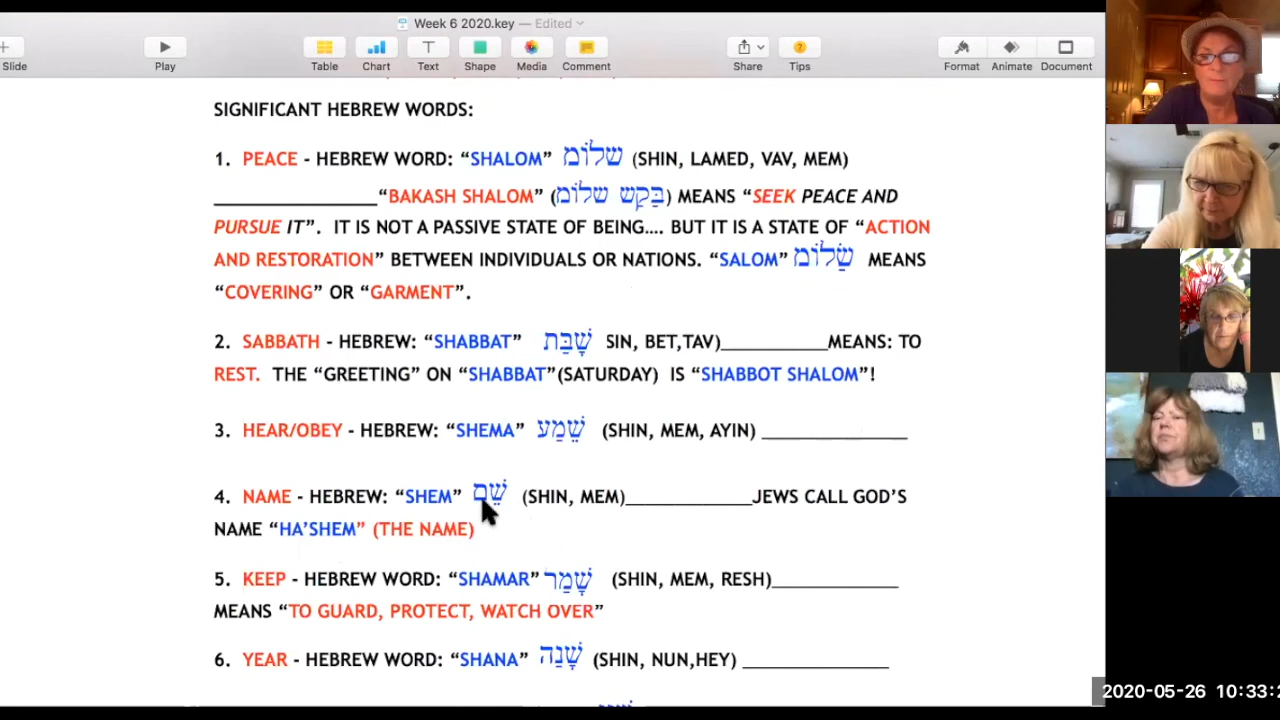 Week 6 2020.key — Edited
Slide Play Table Chart Text Shape Media Comment Share Tips Format Animate Document
SIGNIFICANT HEBREW WORDS:
1. PEACE - HEBREW WORD: “SHALOM” שלוֹמ (SHIN, LAMED, VAV, MEM)
_______________“BAKASH SHALOM” (בַּקָש שלוֹמ) MEANS “SEEK PEACE AND
PURSUE IT”. IT IS NOT A PASSIVE STATE OF BEING.... BUT IT IS A STATE OF “ACTION
AND RESTORATION” BETWEEN INDIVIDUALS OR NATIONS. “SALOM” שַׂלוֹמ MEANS
“COVERING” OR “GARMENT”.
2. SABBATH - HEBREW: “SHABBAT” שָׁבַּת SIN, BET,TAV)__________MEANS: TO
REST. THE “GREETING” ON “SHABBAT”(SATURDAY) IS “SHABBOT SHALOM”!
3. HEAR/OBEY - HEBREW: “SHEMA” שֵׁמַע (SHIN, MEM, AYIN) ______________
4. NAME - HEBREW: “SHEM” שֵׁם (SHIN, MEM)____________JEWS CALL GOD’S
NAME “HA’SHEM” (THE NAME)
5. KEEP - HEBREW WORD: “SHAMAR” שָׁמַר (SHIN, MEM, RESH)____________
MEANS “TO GUARD, PROTECT, WATCH OVER”
6. YEAR - HEBREW WORD: “SHANA” שָׁנַה (SHIN, NUN,HEY) ______________
2020-05-26 10:33:2